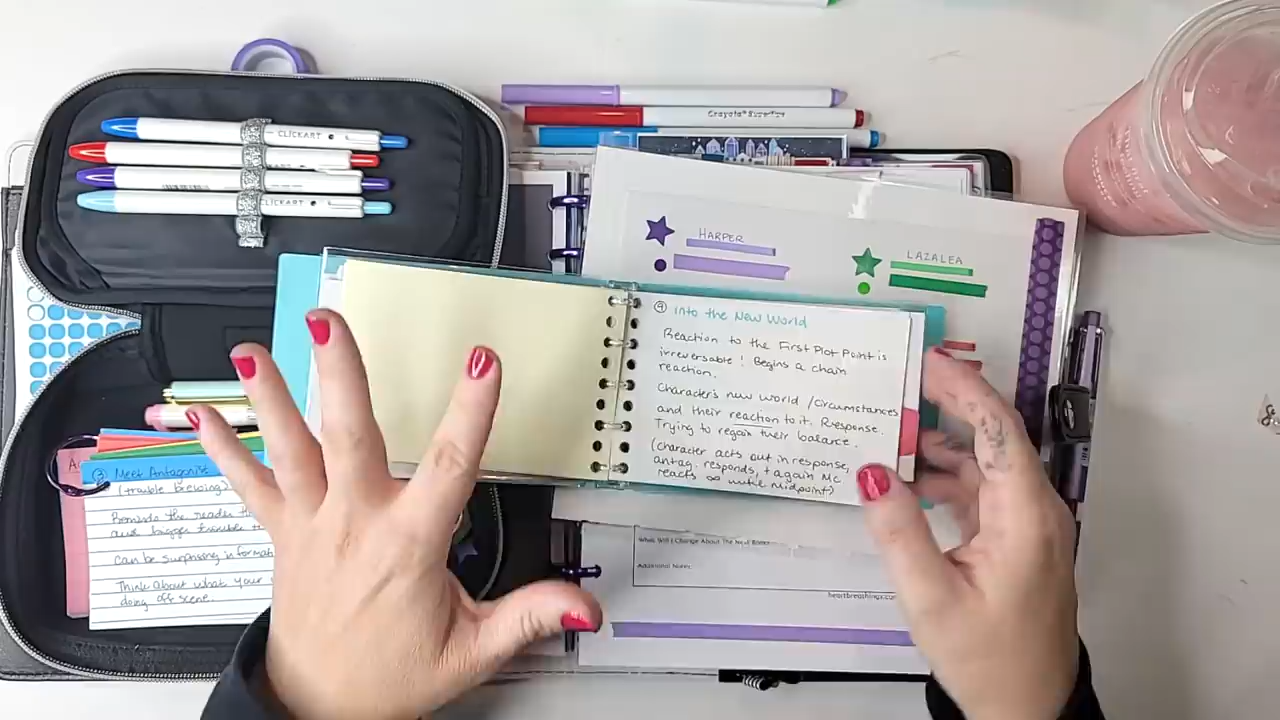 CLICKART
CLICKART
Crayola SuperTips
HARPER
LAZALEA
⑨ Into the New World
Reaction to the First Plot Point is
irreversable! Begins a chain
reaction.
Character's new world / circumstances
and their reaction to it. Response.
Trying to regain their balance.
(character acts out in response,
antag. responds, + again MC
reacts until midpoint)
Meet Antagonist
(trouble brewing)
Reminds the reader
and bigger trouble
Can be surprising in
Think about what your
doing off scene.
What Will I Change About The Next Book?
Additional Notes:
heartbreathings.co